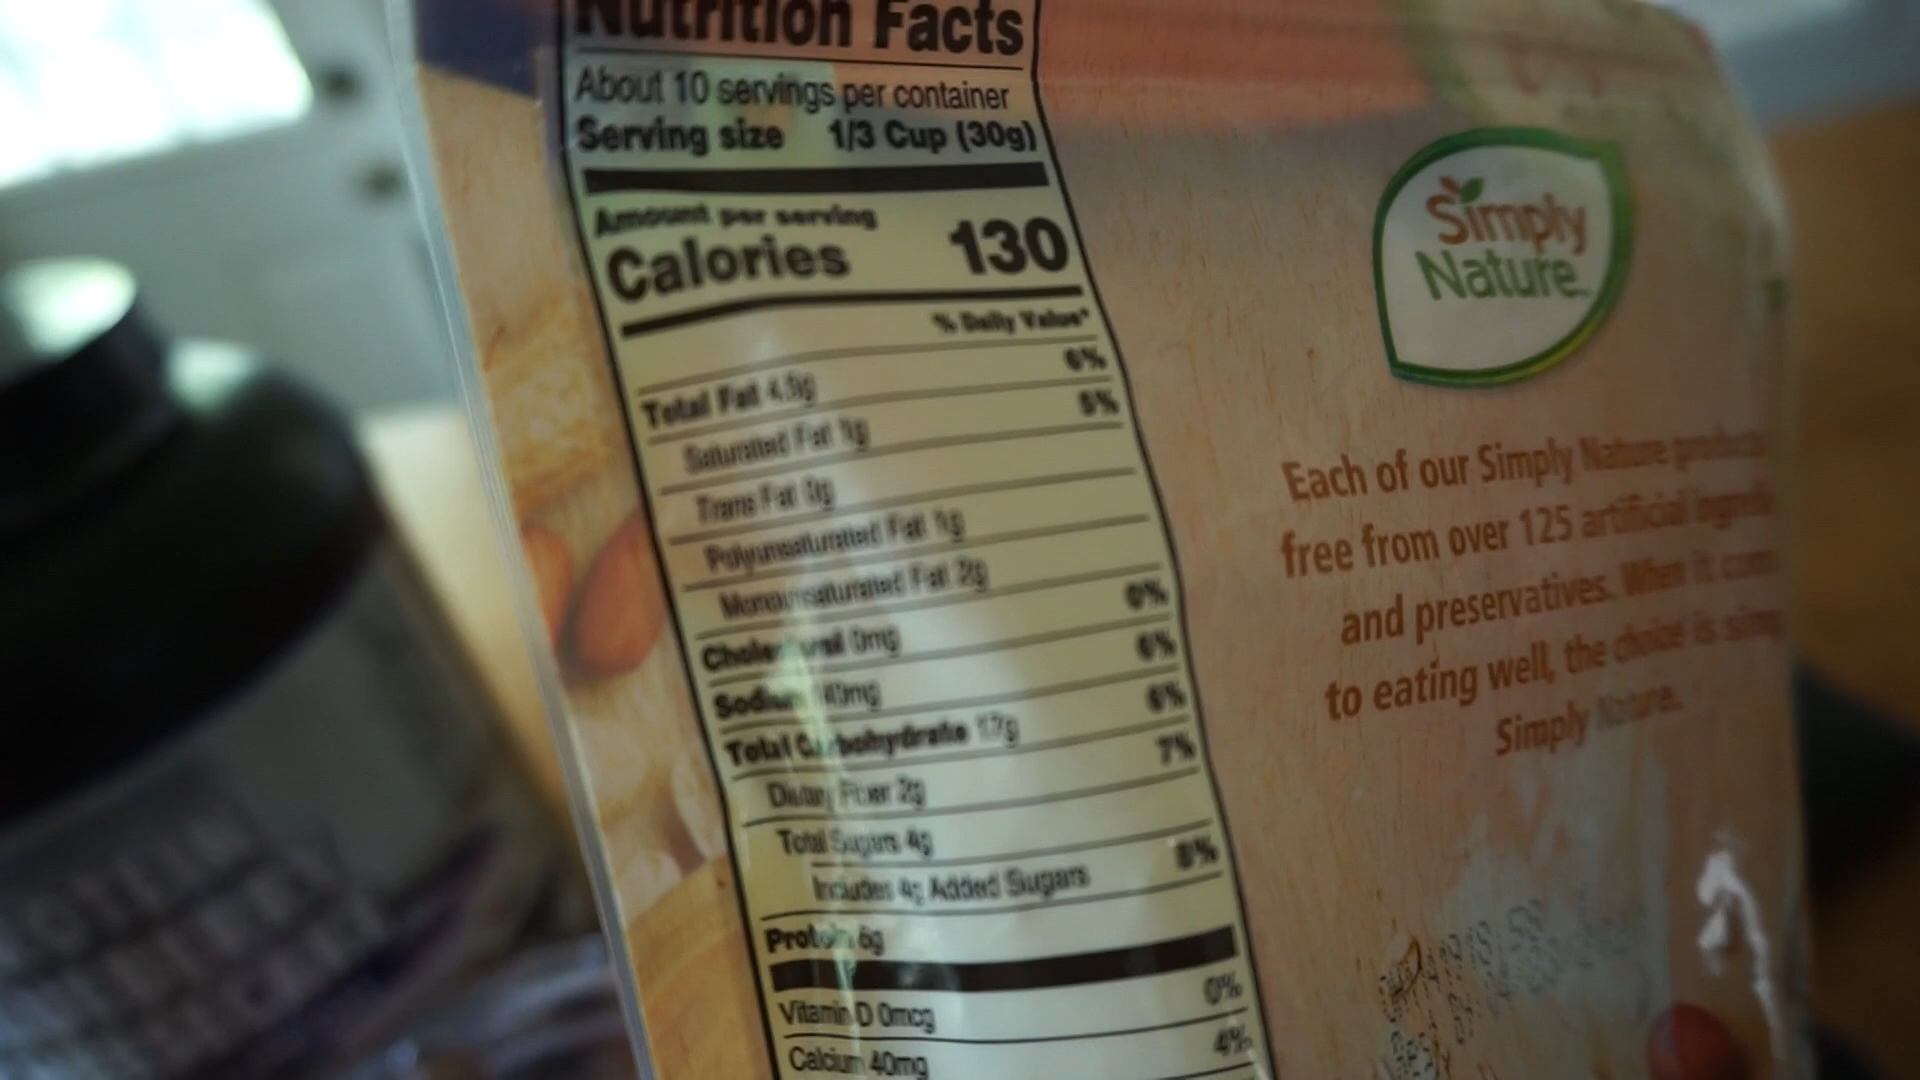 Nutrition Facts
About 10 servings per container
Serving size 1/3 Cup (30g)
Amount per serving
Calories 130
% Daily Value*
Total Fat 4.5g 6%
Saturated Fat 1g 5%
Trans Fat 0g
Polyunsaturated Fat 1g
Monounsaturated Fat 2g
Cholesterol 0mg 0%
Sodium 6%
Total Carbohydrate 17g 6%
Dietary Fiber 2g 7%
Total Sugars 4g
Includes 4g Added Sugars 8%
Protein 6g
Vitamin D 0mcg 0%
Calcium 40mg 4%
Simply
Nature
Each of our Simply Nature
free from over 125 artificial
and preservatives. When it
to eating well, the choice is
Simply Nature.